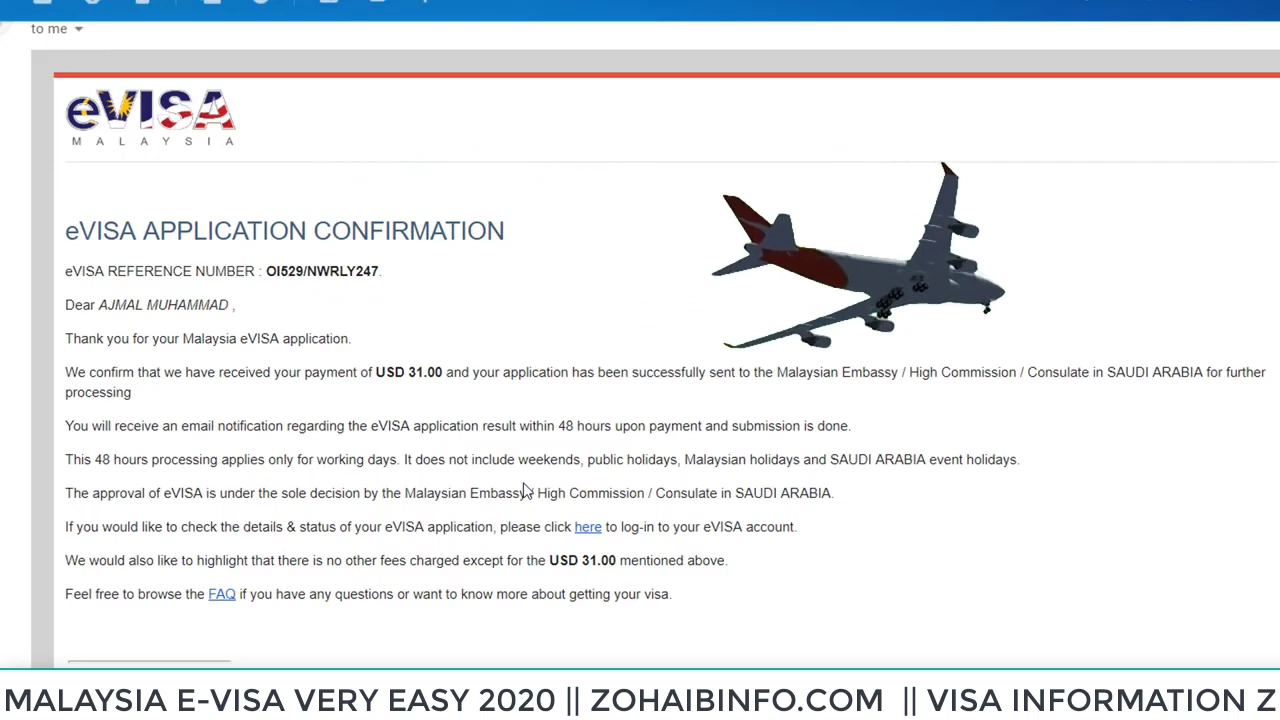 to me
eVISA
MALAYSIA
eVISA APPLICATION CONFIRMATION
eVISA REFERENCE NUMBER : OI529/NWRLY247.
Dear AJMAL MUHAMMAD ,
Thank you for your Malaysia eVISA application.
We confirm that we have received your payment of USD 31.00 and your application has been successfully sent to the Malaysian Embassy / High Commission / Consulate in SAUDI ARABIA for further
processing
You will receive an email notification regarding the eVISA application result within 48 hours upon payment and submission is done.
This 48 hours processing applies only for working days. It does not include weekends, public holidays, Malaysian holidays and SAUDI ARABIA event holidays.
The approval of eVISA is under the sole decision by the Malaysian Embassy / High Commission / Consulate in SAUDI ARABIA.
If you would like to check the details & status of your eVISA application, please click here to log-in to your eVISA account.
We would also like to highlight that there is no other fees charged except for the USD 31.00 mentioned above.
Feel free to browse the FAQ if you have any questions or want to know more about getting your visa.
MALAYSIA E-VISA VERY EASY 2020 || ZOHAIBINFO.COM || VISA INFORMATION Z